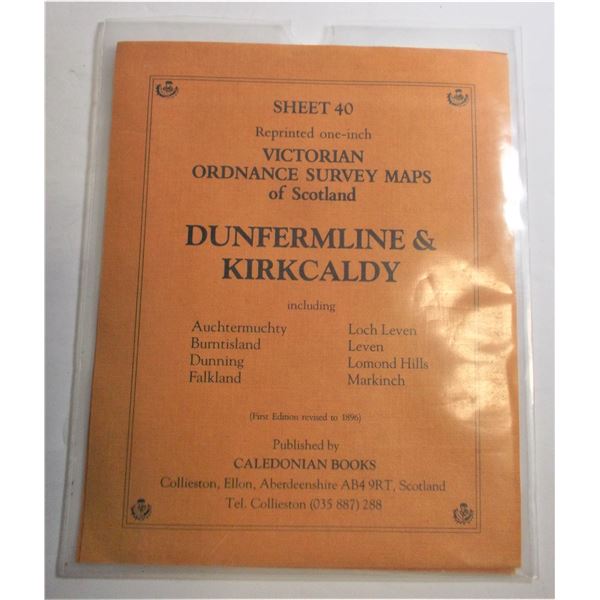 SHEET 40
Reprinted one-inch
VICTORIAN
ORDNANCE SURVEY MAPS
of Scotland
DUNFERMLINE &
KIRKCALDY
including
Auchtermuchty
Burntisland
Dunning
Falkland
Loch Leven
Leven
Lomond Hills
Markinch
(First Edition revised to 1896)
Published by
CALEDONIAN BOOKS
Collieston, Ellon, Aberdeenshire AB4 9RT, Scotland
Tel. Collieston (035 887) 288